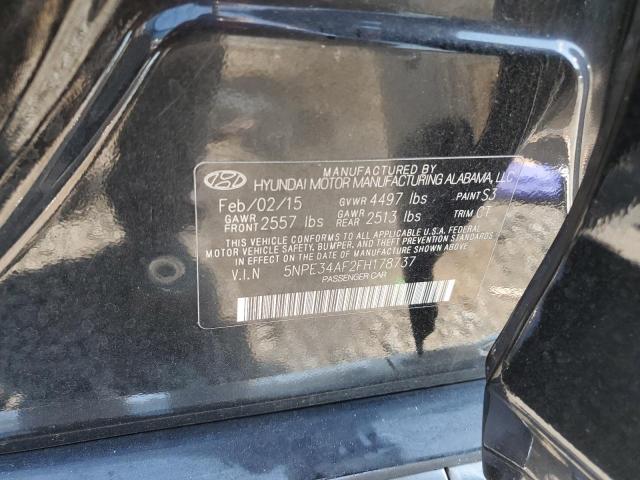 MANUFACTURED BY
HYUNDAI MOTOR MANUFACTURING ALABAMA, LLC
Feb/02/15 GVWR 4497 lbs PAINT S3
GAWR FRONT 2557 lbs GAWR REAR 2513 lbs TRIM CT
THIS VEHICLE CONFORMS TO ALL APPLICABLE U.S.A. FEDERAL
MOTOR VEHICLE SAFETY, BUMPER, AND THEFT PREVENTION STANDARDS
IN EFFECT ON THE DATE OF MANUFACTURE SHOWN ABOVE.
V.I.N 5NPE34AF2FH178737
PASSENGER CAR